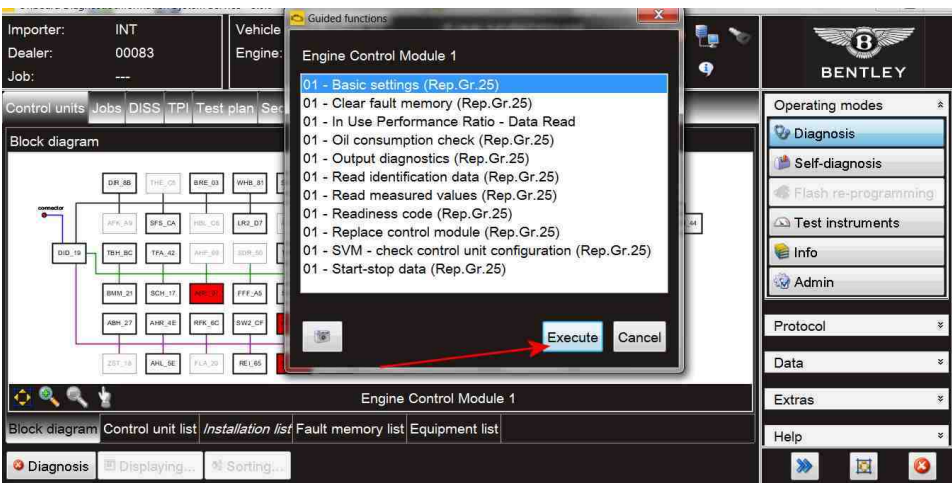 Importer: INT
Dealer: 00083
Job: ---
Vehicle
Engine:
Guided functions
Engine Control Module 1
01 - Basic settings (Rep.Gr.25)
01 - Clear fault memory (Rep.Gr.25)
01 - In Use Performance Ratio - Data Read
01 - Oil consumption check (Rep.Gr.25)
01 - Output diagnostics (Rep.Gr.25)
01 - Read identification data (Rep.Gr.25)
01 - Read measured values (Rep.Gr.25)
01 - Readiness code (Rep.Gr.25)
01 - Replace control module (Rep.Gr.25)
01 - SVM - check control unit configuration (Rep.Gr.25)
01 - Start-stop data (Rep.Gr.25)
Execute Cancel
B
BENTLEY
Control units Jobs DISS TPI Test plan
Block diagram
DIR_8B BRE_03 WHB_81
connector
SFS_CA LR2_D7 44
DID_19 TBH_BC TFA_42
BMM_21 SCH_17 FFF_A5
ABH_27 AHR_4E RFK_6C SW2_CF
AHL_5E REI_65
Engine Control Module 1
Block diagram Control unit list Installation list Fault memory list Equipment list
Diagnosis Displaying... Sorting...
Operating modes
Diagnosis
Self-diagnosis
Flash re-programming
Test instruments
Info
Admin
Protocol
Data
Extras
Help